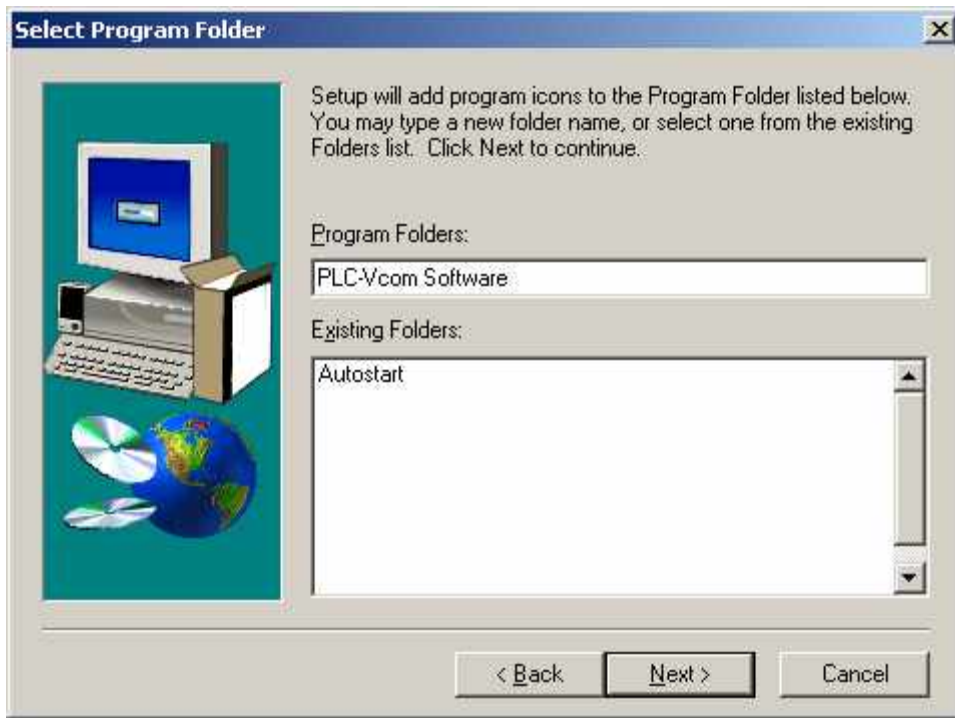 Select Program Folder
Setup will add program icons to the Program Folder listed below.
You may type a new folder name, or select one from the existing
Folders list.  Click Next to continue.
Program Folders:
PLC-Vcom Software
Existing Folders:
Autostart
< Back
Next >
Cancel